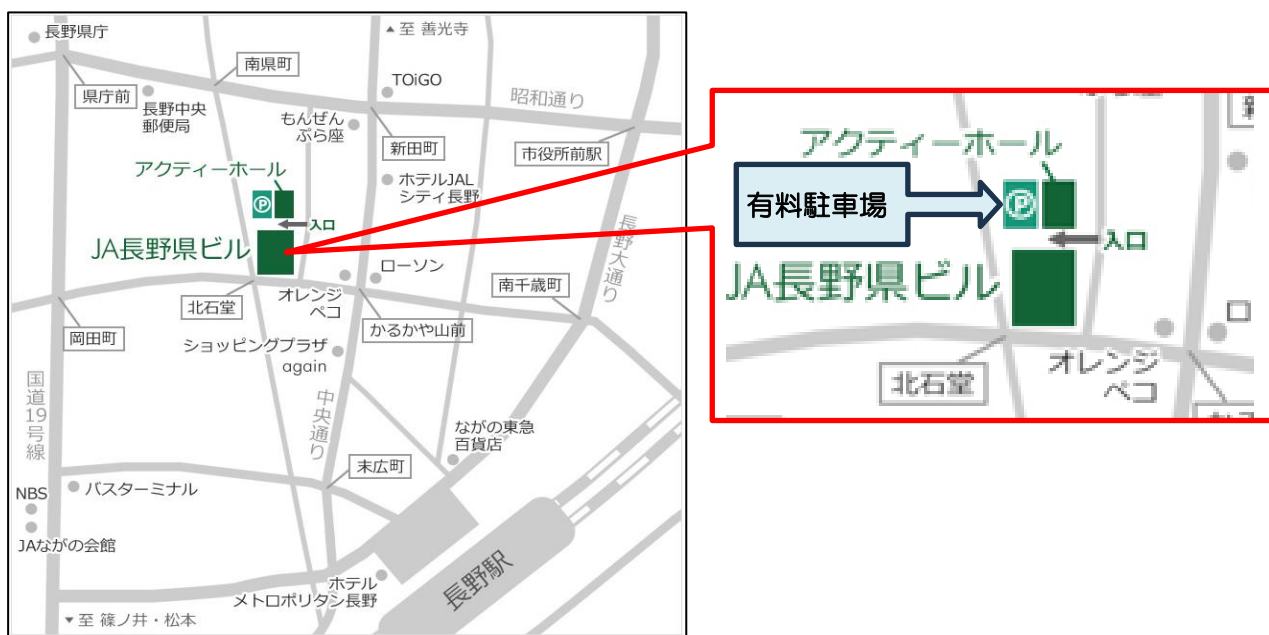 長野県庁
▲至 善光寺
南県町
TOiGO
県庁前
長野中央
郵便局
昭和通り
もんぜん
ぷら座
新田町
市役所前駅
アクティーホール
ホテルJAL
シティ長野
P
入口
長野大通り
JA長野県ビル
ローソン
北石堂
オレンジ
ペコ
南千歳町
岡田町
かるかや山前
ショッピングプラザ
again
国道19号線
中央通り
ながの東急
百貨店
末広町
NBS
バスターミナル
JAながの会館
長野駅
ホテル
メトロポリタン長野
▼至 篠ノ井・松本
アクティーホール
有料駐車場
P
入口
JA長野県ビル
北石堂
オレンジ
ペコ